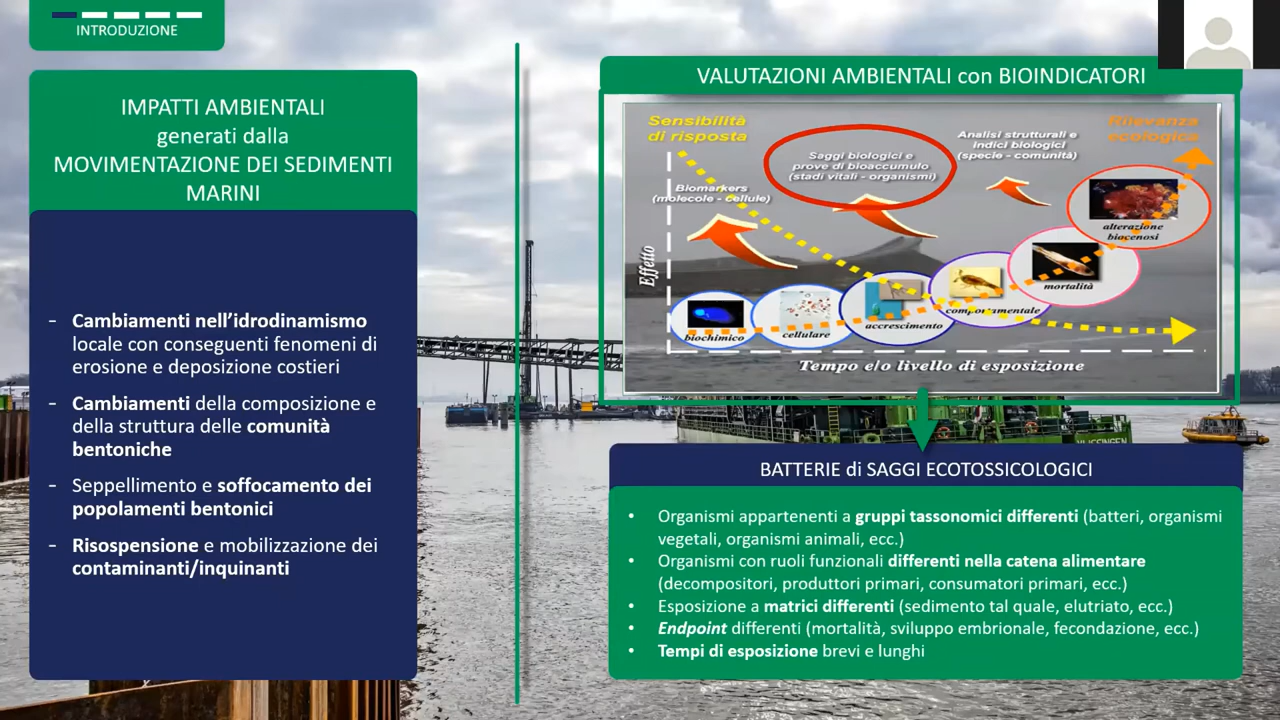 INTRODUZIONE
IMPATTI AMBIENTALI
generati dalla
MOVIMENTAZIONE DEI SEDIMENTI
MARINI
- Cambiamenti nell’idrodinamismo
locale con conseguenti fenomeni di
erosione e deposizione costieri
- Cambiamenti della composizione e
della struttura delle comunità
bentoniche
- Seppellimento e soffocamento dei
popolamenti bentonici
- Risospensione e mobilizzazione dei
contaminanti/inquinanti
VALUTAZIONI AMBIENTALI con BIOINDICATORI
Sensibilità
di risposta
Biomarkers
(molecole - cellule)
Saggi biologici e
prove di bioaccumulo
(stadi vitali - organismi)
Analisi strutturali e
indici biologici
(specie - comunità)
Rilevanza
ecologica
Effetto
biochimico
cellulare
accrescimento
comportamentale
mortalità
alterazione
biocenosi
Tempo e/o livello di esposizione
VLISSINGEN
BATTERIE di SAGGI ECOTOSSICOLOGICI
• Organismi appartenenti a gruppi tassonomici differenti (batteri, organismi
vegetali, organismi animali, ecc.)
• Organismi con ruoli funzionali differenti nella catena alimentare
(decompositori, produttori primari, consumatori primari, ecc.)
• Esposizione a matrici differenti (sedimento tal quale, elutriato, ecc.)
• Endpoint differenti (mortalità, sviluppo embrionale, fecondazione, ecc.)
• Tempi di esposizione brevi e lunghi